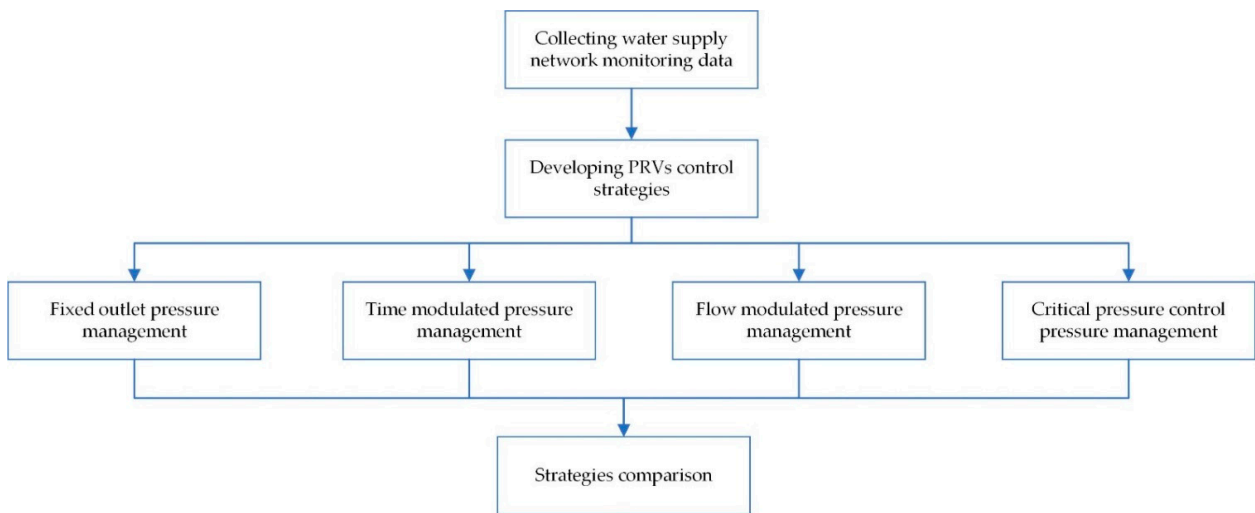 Collecting water supply
network monitoring data
Developing PRVs control
strategies
Fixed outlet pressure
management
Time modulated pressure
management
Flow modulated pressure
management
Critical pressure control
pressure management
Strategies comparison